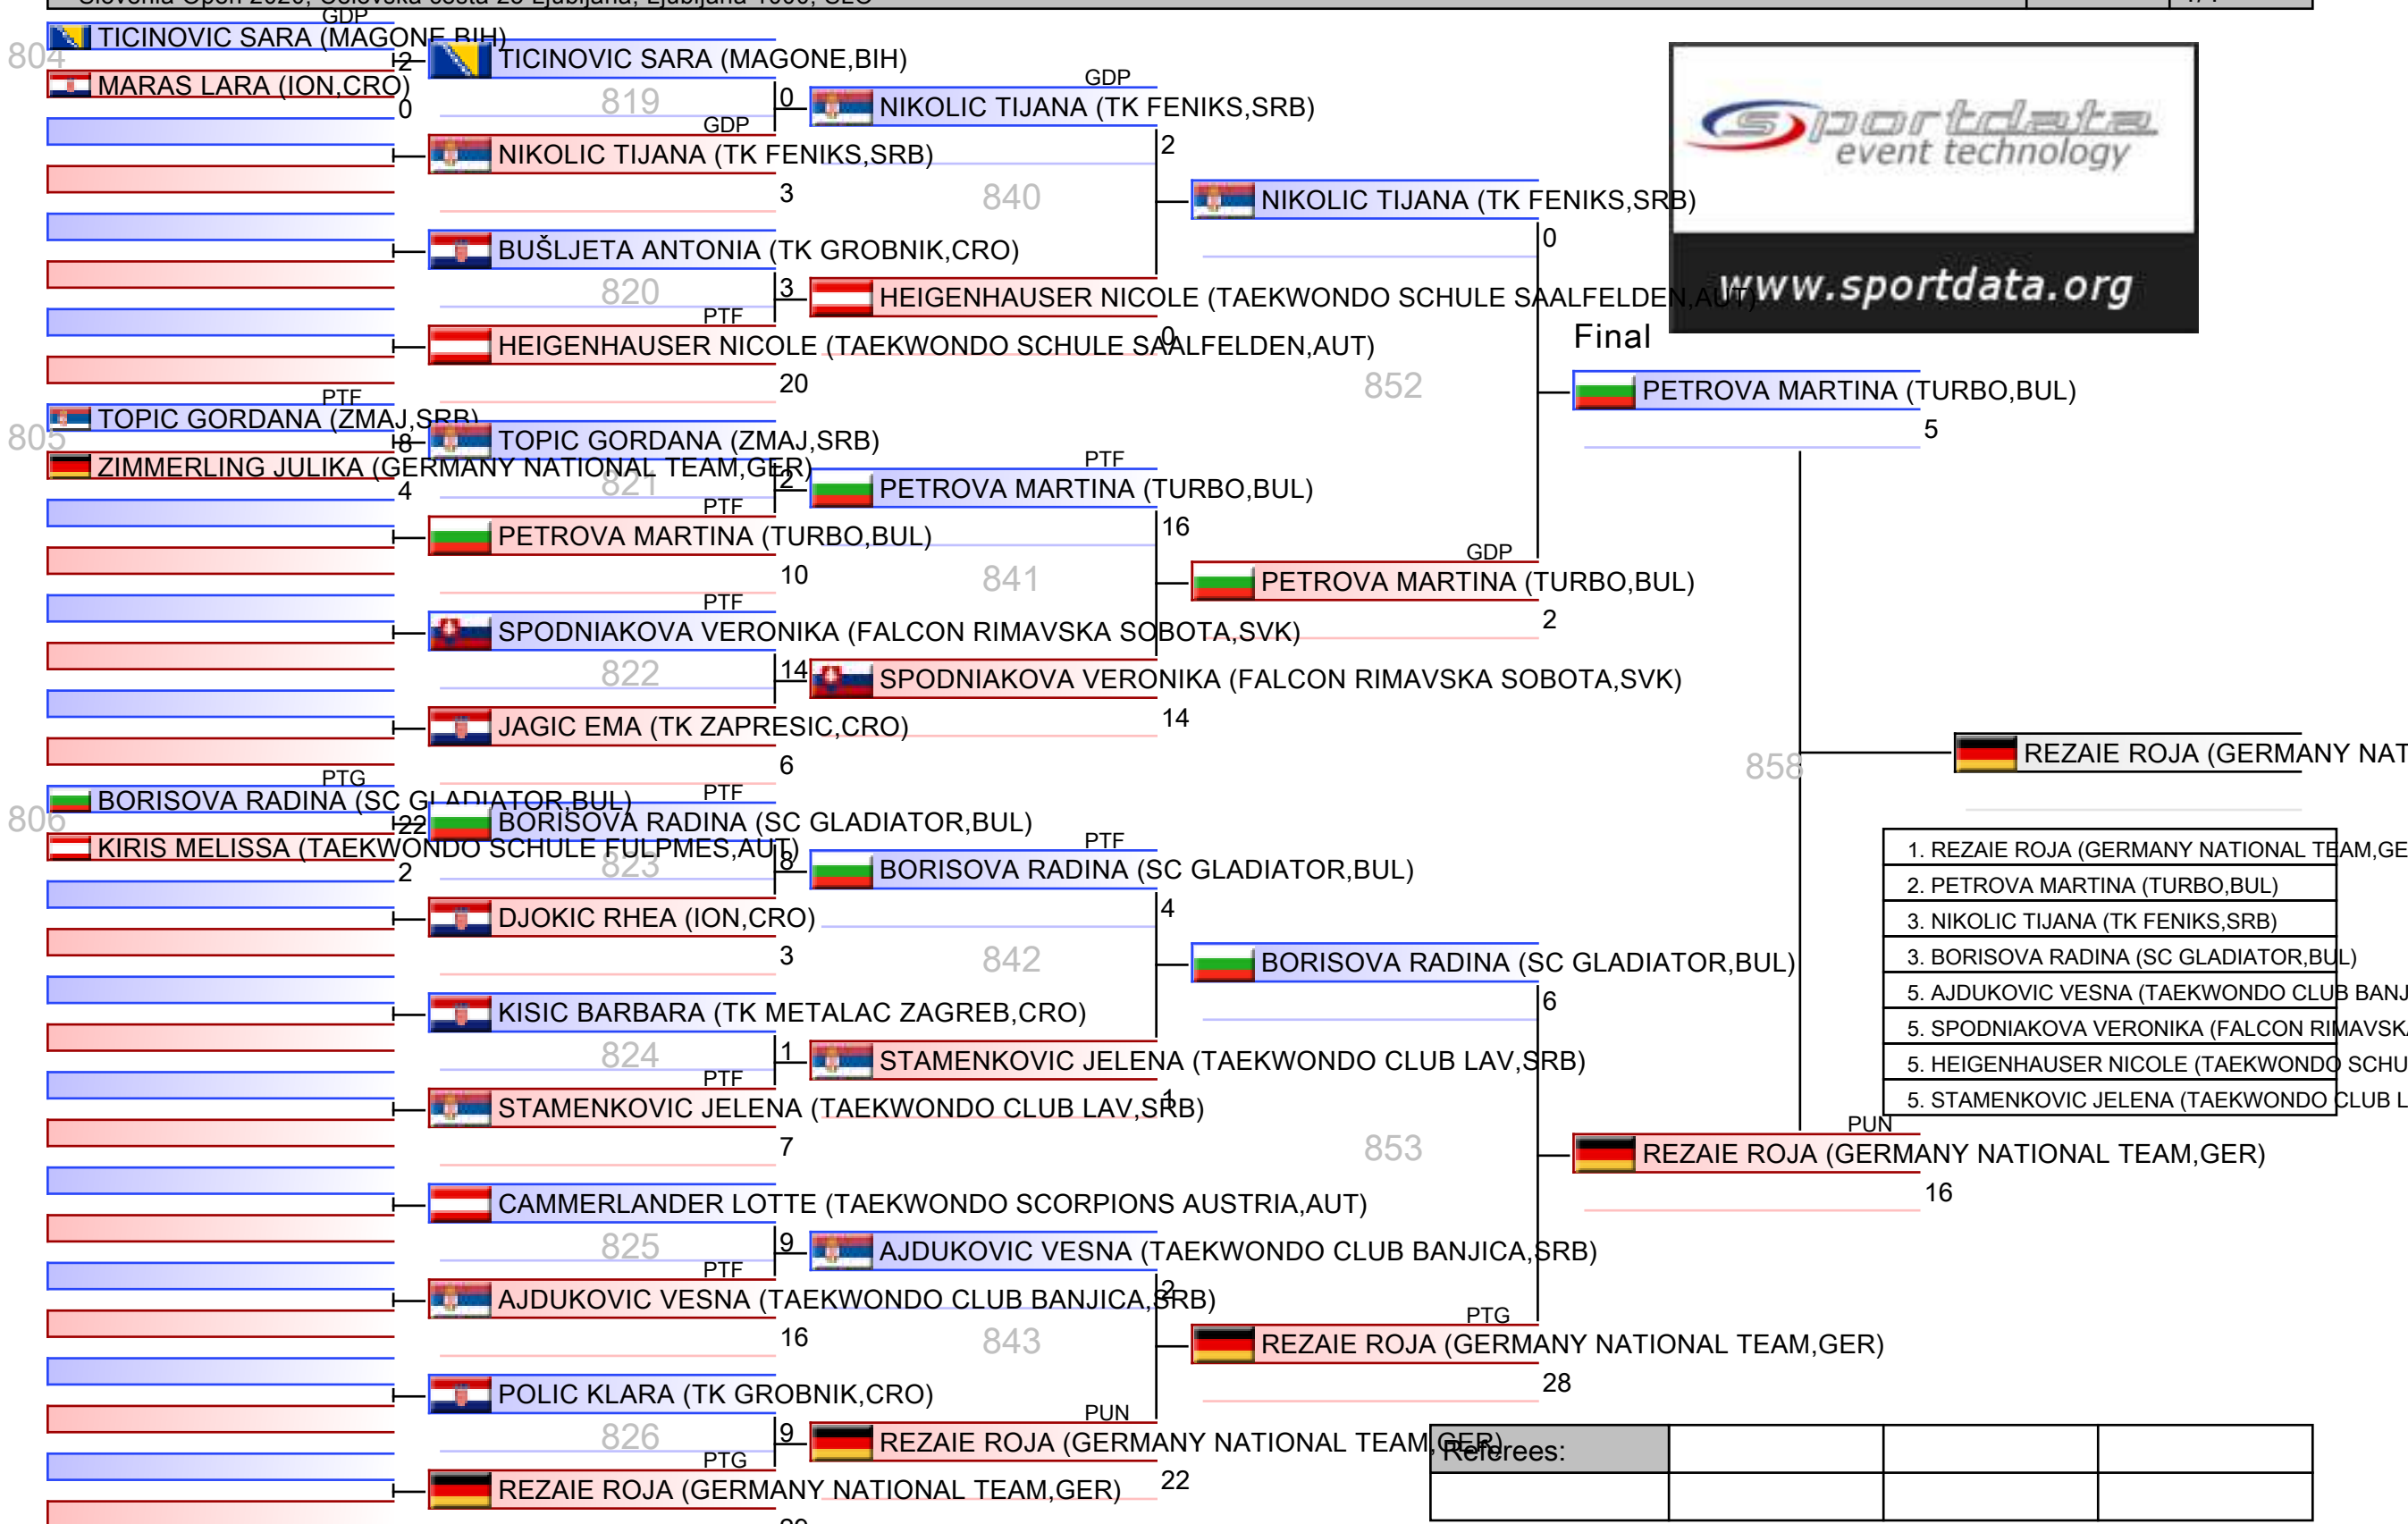 GDP
TICINOVIC SARA (MAGONE,BIH)
804
2
MARAS LARA (ION,CRO)
0
TICINOVIC SARA (MAGONE,BIH)
819
0
GDP
NIKOLIC TIJANA (TK FENIKS,SRB)
3
BUŠLJETA ANTONIA (TK GROBNIK,CRO)
820
3
PTF
HEIGENHAUSER NICOLE (TAEKWONDO SCHULE SAALFELDEN,AUT)
20
PTF
TOPIC GORDANA (ZMAJ,SRB)
805
8
ZIMMERLING JULIKA (GERMANY NATIONAL TEAM,GER)
4
TOPIC GORDANA (ZMAJ,SRB)
821
2
PTF
PETROVA MARTINA (TURBO,BUL)
10
PTF
SPODNIAKOVA VERONIKA (FALCON RIMAVSKA SOBOTA,SVK)
822
14
JAGIC EMA (TK ZAPRESIC,CRO)
6
PTG
BORISOVA RADINA (SC GLADIATOR,BUL)
806
22
KIRIS MELISSA (TAEKWONDO SCHULE FULPMES,AUT)
2
PTF
BORISOVA RADINA (SC GLADIATOR,BUL)
823
8
DJOKIC RHEA (ION,CRO)
3
KISIC BARBARA (TK METALAC ZAGREB,CRO)
824
1
PTF
STAMENKOVIC JELENA (TAEKWONDO CLUB LAV,SRB)
7
CAMMERLANDER LOTTE (TAEKWONDO SCORPIONS AUSTRIA,AUT)
825
9
PTF
AJDUKOVIC VESNA (TAEKWONDO CLUB BANJICA,SRB)
16
POLIC KLARA (TK GROBNIK,CRO)
826
9
PTG
REZAIE ROJA (GERMANY NATIONAL TEAM,GER)
GDP
NIKOLIC TIJANA (TK FENIKS,SRB)
2
840
HEIGENHAUSER NICOLE (TAEKWONDO SCHULE SAALFELDEN,AUT)
0
PTF
PETROVA MARTINA (TURBO,BUL)
16
841
SPODNIAKOVA VERONIKA (FALCON RIMAVSKA SOBOTA,SVK)
14
PTF
BORISOVA RADINA (SC GLADIATOR,BUL)
4
842
STAMENKOVIC JELENA (TAEKWONDO CLUB LAV,SRB)
1
AJDUKOVIC VESNA (TAEKWONDO CLUB BANJICA,SRB)
2
843
PUN
REZAIE ROJA (GERMANY NATIONAL TEAM,GER)
22
NIKOLIC TIJANA (TK FENIKS,SRB)
0
852
GDP
PETROVA MARTINA (TURBO,BUL)
2
BORISOVA RADINA (SC GLADIATOR,BUL)
6
853
PTG
REZAIE ROJA (GERMANY NATIONAL TEAM,GER)
28
sportdata
event technology
www.sportdata.org
Final
PETROVA MARTINA (TURBO,BUL)
5
858
PUN
REZAIE ROJA (GERMANY NATIONAL TEAM,GER)
16
REZAIE ROJA (GERMANY NAT
1. REZAIE ROJA (GERMANY NATIONAL TEAM,GE
2. PETROVA MARTINA (TURBO,BUL)
3. NIKOLIC TIJANA (TK FENIKS,SRB)
3. BORISOVA RADINA (SC GLADIATOR,BUL)
5. AJDUKOVIC VESNA (TAEKWONDO CLUB BANJ
5. SPODNIAKOVA VERONIKA (FALCON RIMAVSKA
5. HEIGENHAUSER NICOLE (TAEKWONDO SCHU
5. STAMENKOVIC JELENA (TAEKWONDO CLUB L
Referees: